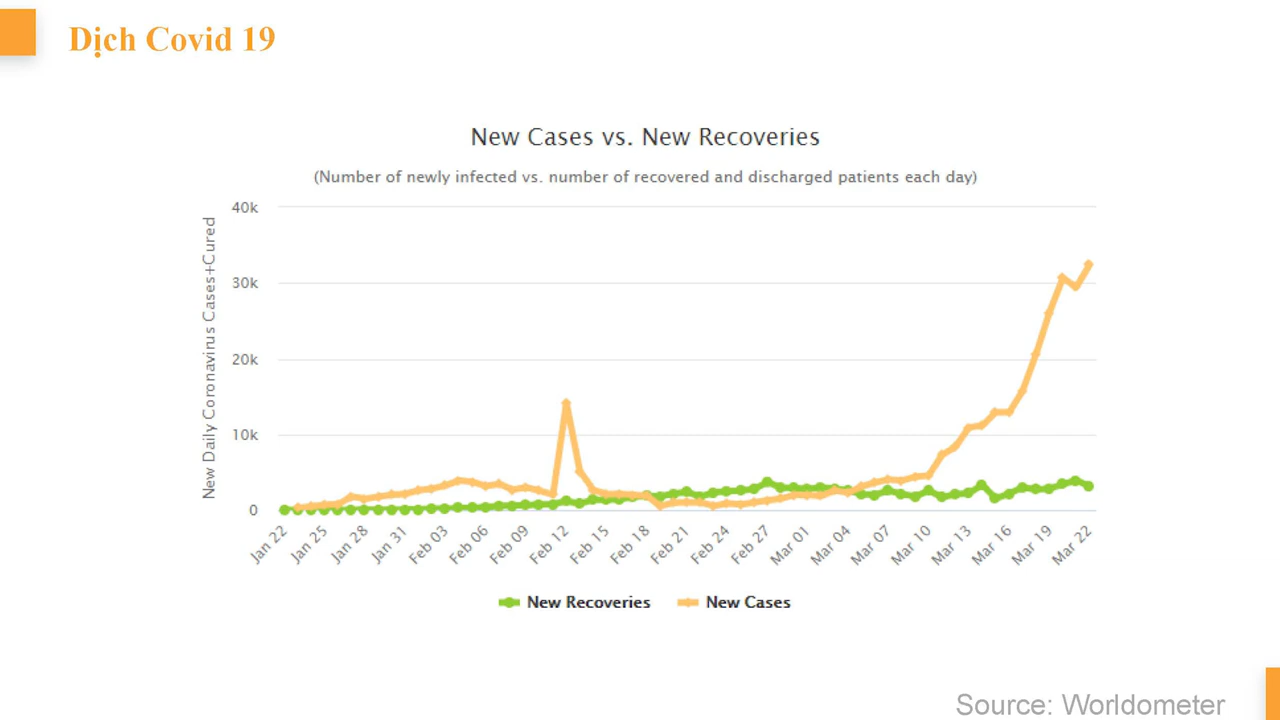 Dịch Covid 19
New Cases vs. New Recoveries
(Number of newly infected vs. number of recovered and discharged patients each day)
New Daily Coronavirus Cases+Cured
40k
30k
20k
10k
0
Jan 22
Jan 25
Jan 28
Jan 31
Feb 03
Feb 06
Feb 09
Feb 12
Feb 15
Feb 18
Feb 21
Feb 24
Feb 27
Mar 01
Mar 04
Mar 07
Mar 10
Mar 13
Mar 16
Mar 19
Mar 22
New Recoveries
New Cases
Source: Worldometer